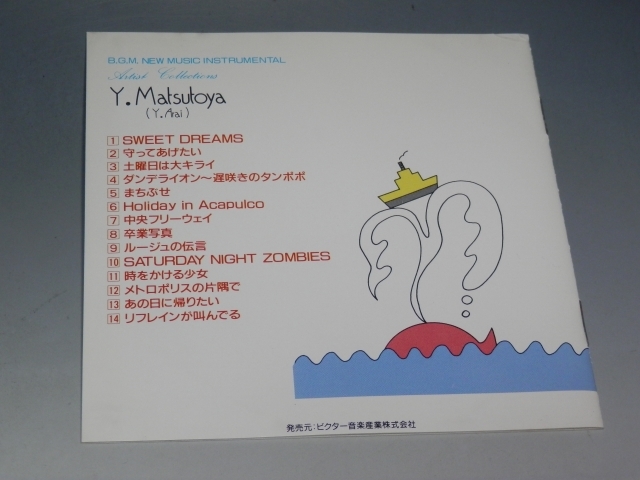 B.G.M. NEW MUSIC INSTRUMENTAL
Artist Collections
Y. Matsutoya
(Y. Arai)
1 SWEET DREAMS
2 守ってあげたい
3 土曜日は大キライ
4 ダンデライオン〜遅咲きのタンポポ
5 まちぶせ
6 Holiday in Acapulco
7 中央フリーウェイ
8 卒業写真
9 ルージュの伝言
10 SATURDAY NIGHT ZOMBIES
11 時をかける少女
12 メトロポリスの片隅で
13 あの日に帰りたい
14 リフレインが叫んでる
発売元:ビクター音楽産業株式会社